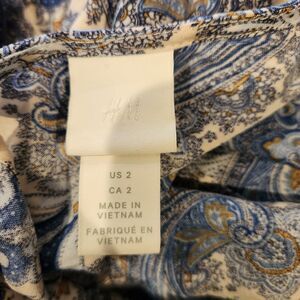 US 2
CA 2
MADE IN
VIETNAM
FABRIQUÉ EN
VIETNAM